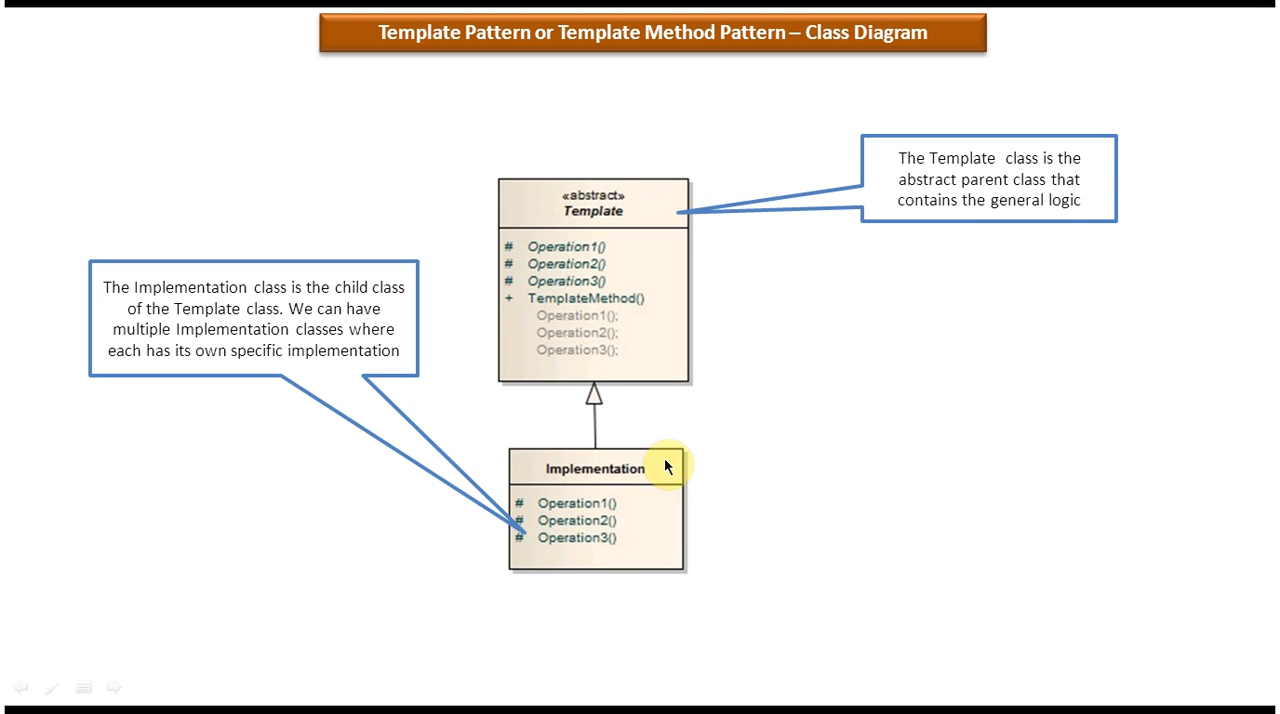 Template Pattern or Template Method Pattern – Class Diagram
The Template class is the
abstract parent class that
contains the general logic
«abstract»
Template
# Operation1()
# Operation2()
# Operation3()
+ TemplateMethod()
Operation1();
Operation2();
Operation3();
The Implementation class is the child class
of the Template class. We can have
multiple Implementation classes where
each has its own specific implementation
Implementation
# Operation1()
# Operation2()
# Operation3()